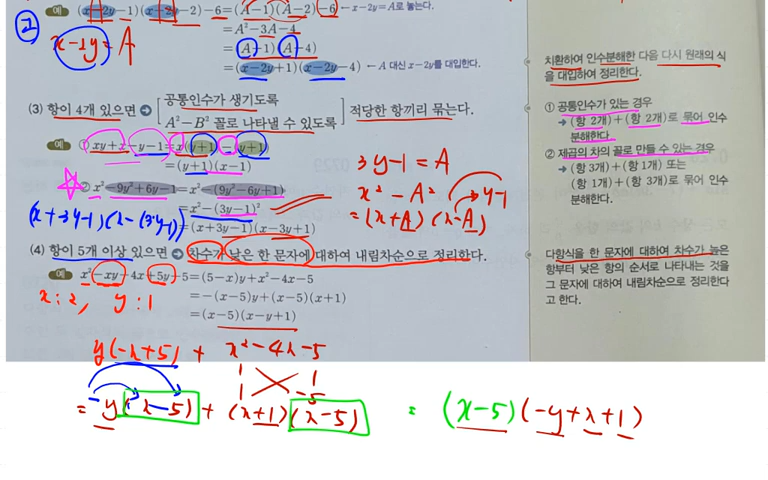 예 (x-2y-1)(x-2y-2)-6=(A-1)(A-2)-6 ← x-2y=A로 놓는다.
=A²-3A-4
=(A+1)(A-4)
=(x-2y+1)(x-2y-4) ← A 대신 x-2y를 대입한다.
x-2y=A
(3) 항이 4개 있으면 → [공통인수가 생기도록
A²-B² 꼴로 나타낼 수 있도록] 적당한 항끼리 묶는다.
예 ① xy+x-y-1=x(y+1)-(y+1)
=(y+1)(x-1)
② x²-9y²+6y-1=x²-(9y²-6y+1)
=x²-(3y-1)²
=(x+3y-1)(x-3y+1)
(x+3y-1)(x-(3y-1))
3y-1=A
x²-A²
=(x+A)(x-A)
y-1
(4) 항이 5개 이상 있으면 → 차수가 낮은 한 문자에 대하여 내림차순으로 정리한다.
예 x²-xy-4x+5y-5=(5-x)y+x²-4x-5
=-(x-5)y+(x-5)(x+1)
=(x-5)(x-y+1)
x:2, y:1
y(-x+5) + x²-4x-5
1 1
1 -5
=-y(x-5)+(x+1)(x-5) = (x-5)(-y+x+1)
치환하여 인수분해한 다음 다시 원래의 식
을 대입하여 정리한다.
① 공통인수가 있는 경우
→ (항 2개)+(항 2개)로 묶어 인수
분해한다.
② 제곱의 차의 꼴로 만들 수 있는 경우
→ (항 3개)+(항 1개) 또는
(항 1개)+(항 3개)로 묶어 인수
분해한다.
다항식을 한 문자에 대하여 차수가 높은
항부터 낮은 항의 순서로 나타내는 것을
그 문자에 대하여 내림차순으로 정리한다
고 한다.